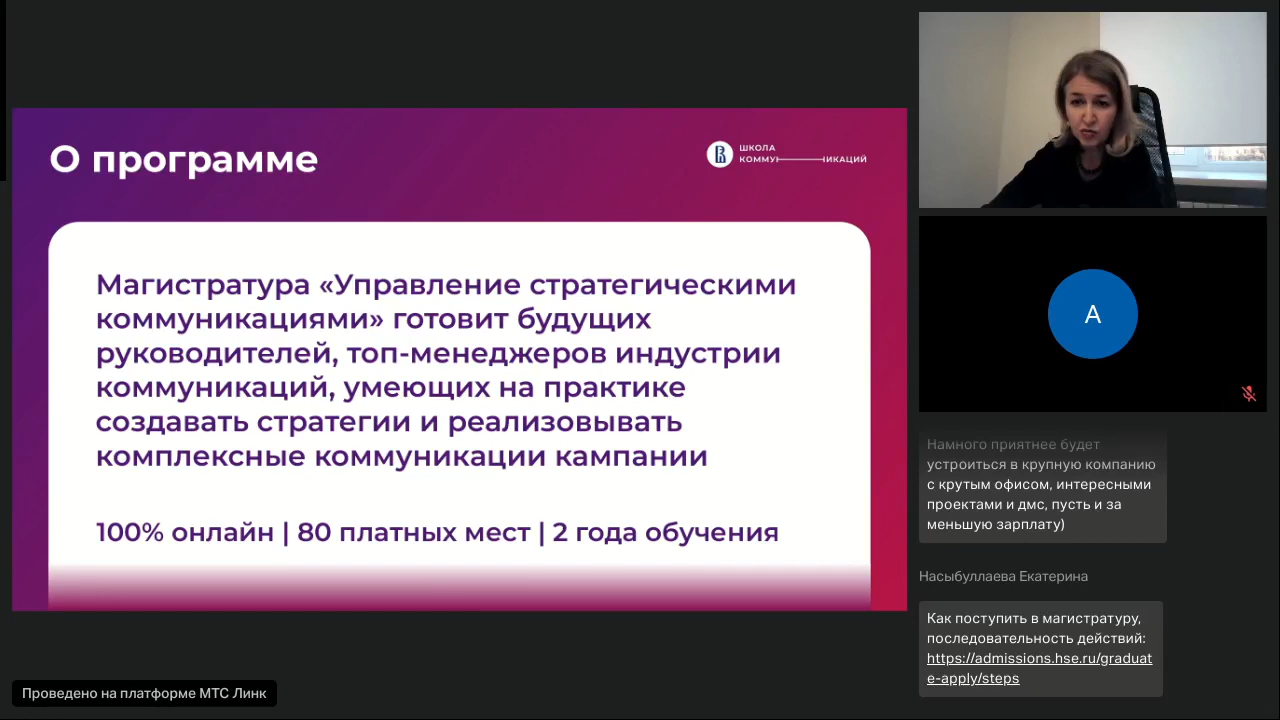 О программе
ШКОЛА
КОММУНИКАЦИЙ
Магистратура «Управление стратегическими
коммуникациями» готовит будущих
руководителей, топ-менеджеров индустрии
коммуникаций, умеющих на практике
создавать стратегии и реализовывать
комплексные коммуникации кампании
100% онлайн | 80 платных мест | 2 года обучения
Проведено на платформе МТС Линк
А
Намного приятнее будет
устроиться в крупную компанию
с крутым офисом, интересными
проектами и дмс, пусть и за
меньшую зарплату)
Насыбуллаева Екатерина
Как поступить в магистратуру,
последовательность действий:
https://admissions.hse.ru/graduat
e-apply/steps